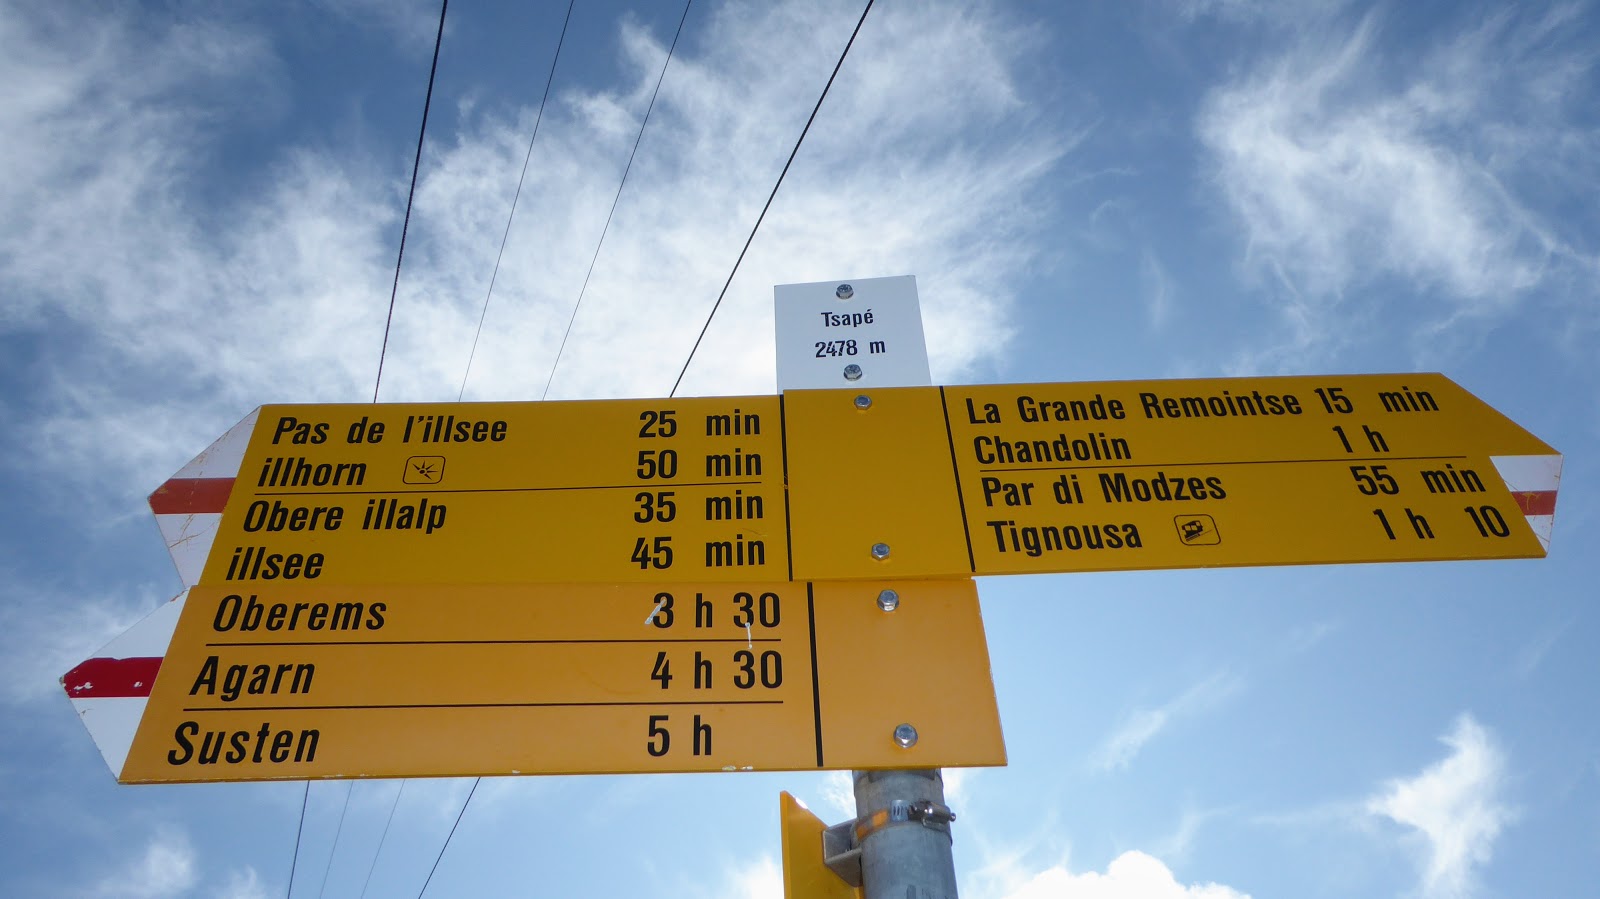 Tsapé
2478 m
Pas de l'illsee 25 min
illhorn 50 min
Obere illalp 35 min
illsee 45 min
Oberems 3 h 30
Agarn 4 h 30
Susten 5 h
La Grande Remointse 15 min
Chandolin 1 h
Par di Modzes 55 min
Tignousa 1 h 10